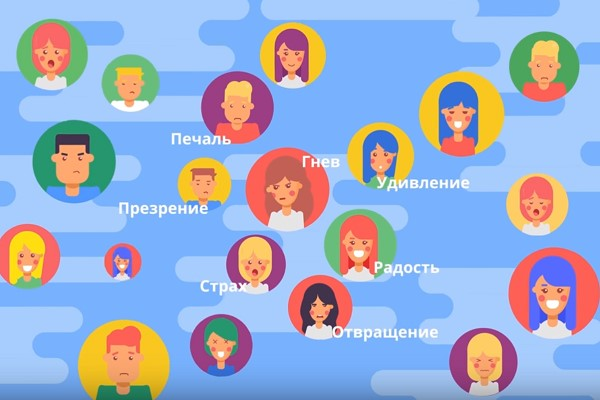 Печаль
Гнев
Удивление
Презрение
Радость
Страх
Отвращение